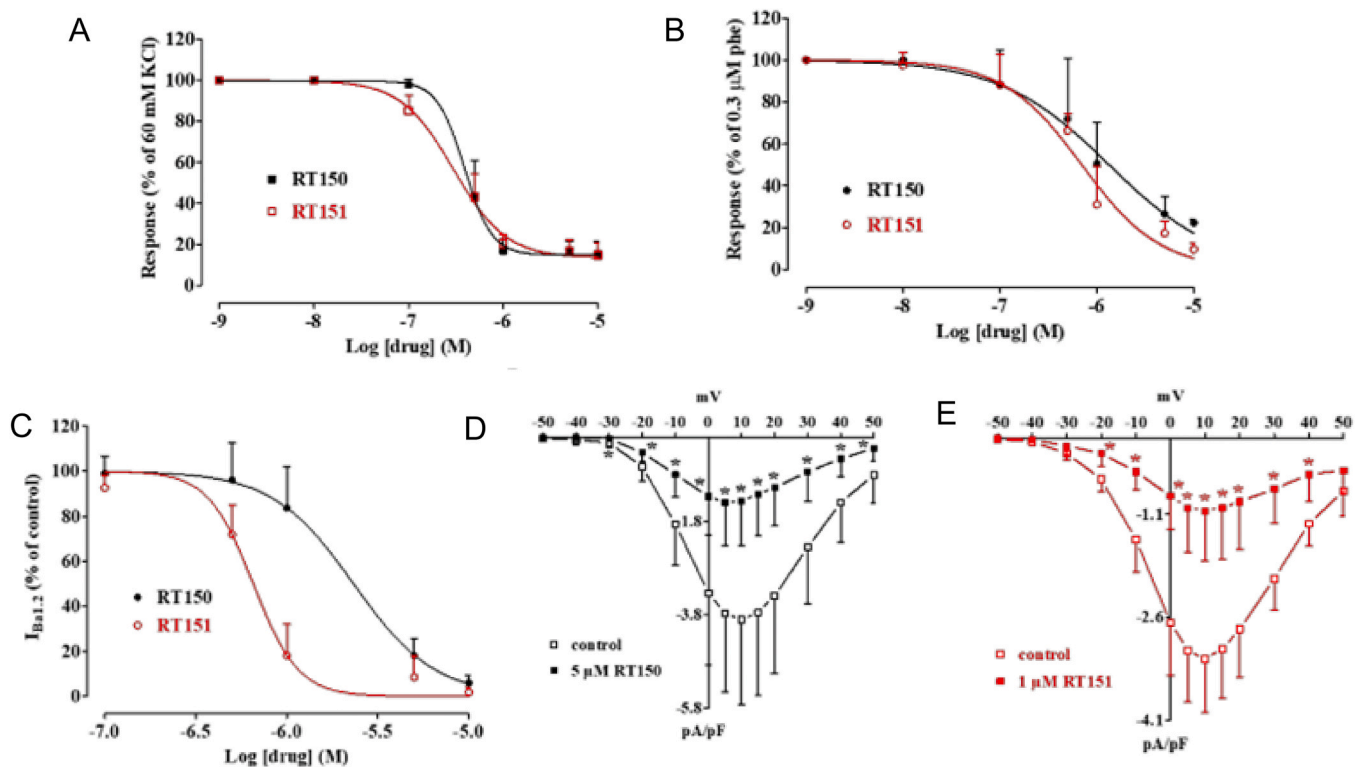 A
Response (% of 60 mM KCl)
120
100
80
60
40
20
0
RT150
RT151
-9
-8
-7
-6
-5
Log [drug] (M)
B
Response (% of 0.3 μM phe)
120
100
80
60
40
20
0
RT150
RT151
-9
-8
-7
-6
-5
Log [drug] (M)
C
I_Ba1.2 (% of control)
120
100
80
60
40
20
0
RT150
RT151
-7.0
-6.5
-6.0
-5.5
-5.0
Log [drug] (M)
D
mV
-50 -40 -30 -20 -10 0 10 20 30 40 50
* * * * * * * * * * *
-1.8
-3.8
-5.8
control
5 μM RT150
pA/pF
E
mV
-50 -40 -30 -20 -10 0 10 20 30 40 50
* * * * * * * * *
-1.1
-2.6
-4.1
control
1 μM RT151
pA/pF